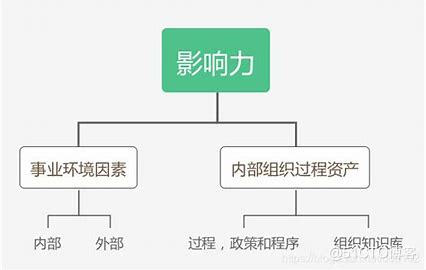 影响力
事业环境因素
内部组织过程资产
内部
外部
过程，政策和程序
组织知识库
@51CTO博客